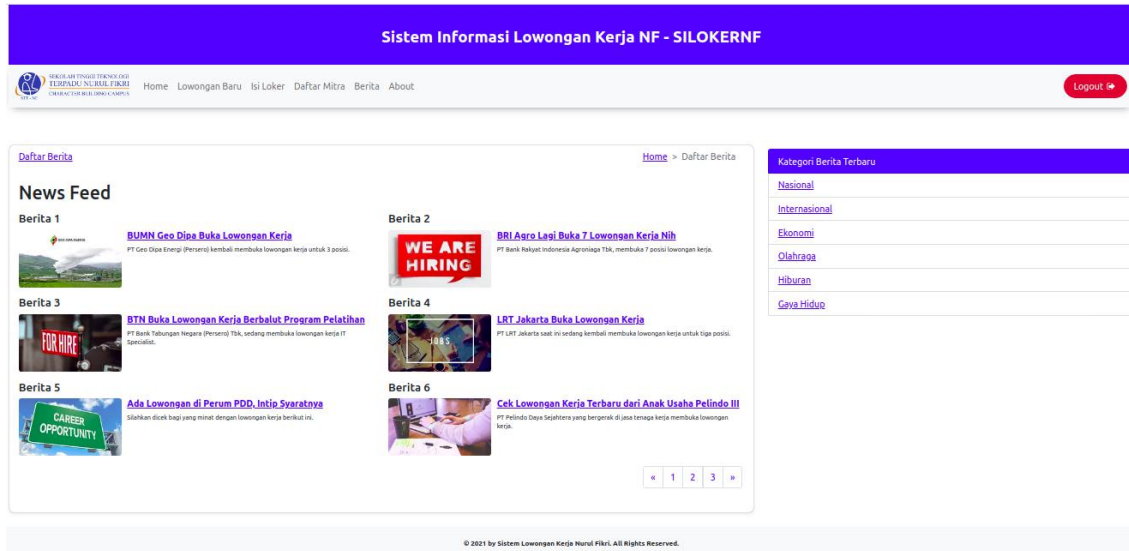 Sistem Informasi Lowongan Kerja NF - SILOKERNF
SEKOLAH TINGGI TEKNOLOGI
TERPADU NURUL FIKRI
CHARACTER BUILDING CAMPUS
STT - NF
Home Lowongan Baru Isi Loker Daftar Mitra Berita About
Logout
Daftar Berita
Home > Daftar Berita
News Feed
Berita 1
GEO DIPA ENERGI
BUMN Geo Dipa Buka Lowongan Kerja
PT Geo Dipa Energi (Persero) kembali membuka lowongan kerja untuk 3 posisi.
Berita 2
WE ARE
HIRING
BRI Agro Lagi Buka 7 Lowongan Kerja Nih
PT Bank Rakyat Indonesia Agroniaga Tbk, membuka 7 posisi lowongan kerja.
Berita 3
FOR HIRE
BTN Buka Lowongan Kerja Berbalut Program Pelatihan
PT Bank Tabungan Negara (Persero) Tbk, sedang membuka lowongan kerja IT
Specialist.
Berita 4
JOBS
LRT Jakarta Buka Lowongan Kerja
PT LRT Jakarta saat ini sedang kembali membuka lowongan kerja untuk tiga posisi.
Berita 5
CAREER
OPPORTUNITY
Ada Lowongan di Perum PDD, Intip Syaratnya
Silahkan dicek bagi yang minat dengan lowongan kerja berikut ini.
Berita 6
Cek Lowongan Kerja Terbaru dari Anak Usaha Pelindo III
PT Pelindo Daya Sejahtera yang bergerak di jasa tenaga kerja membuka lowongan
kerja.
« 1 2 3 »
Kategori Berita Terbaru
Nasional
Internasional
Ekonomi
Olahraga
Hiburan
Gaya Hidup
© 2021 by Sistem Lowongan Kerja Nurul Fikri. All Rights Reserved.